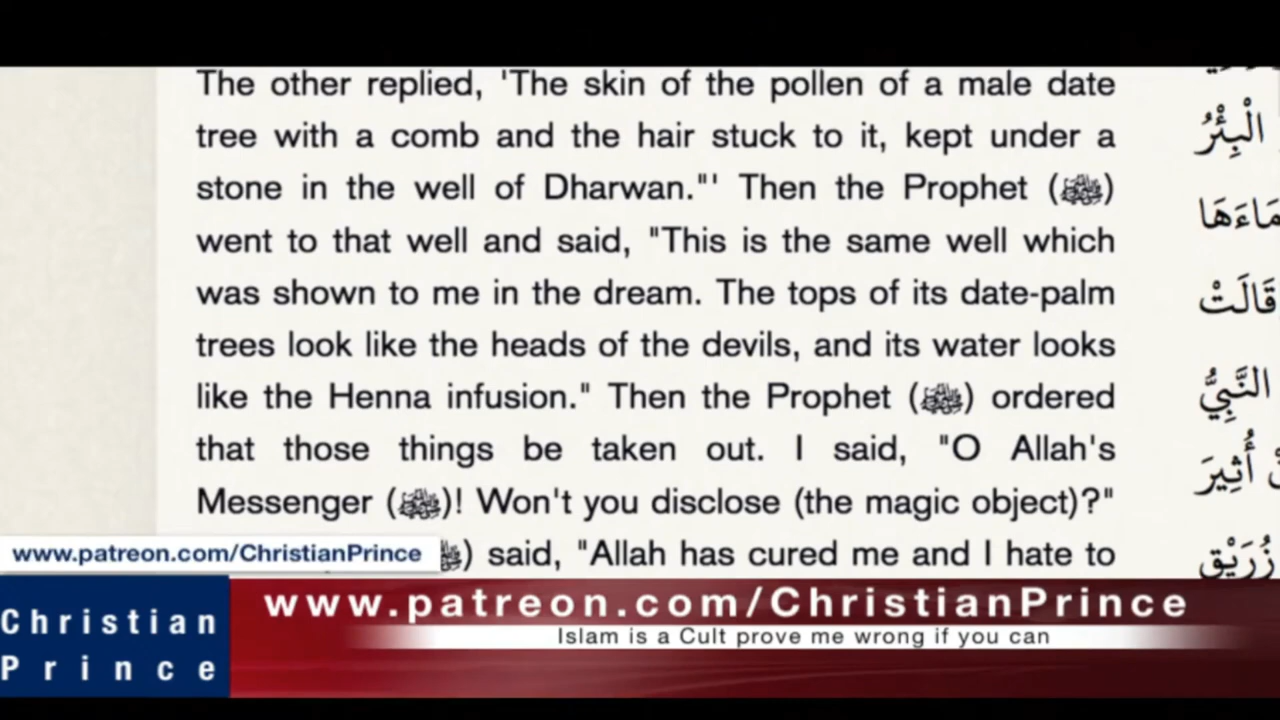 The other replied, 'The skin of the pollen of a male date
tree with a comb and the hair stuck to it, kept under a
stone in the well of Dharwan."' Then the Prophet (ﷺ)
went to that well and said, "This is the same well which
was shown to me in the dream. The tops of its date-palm
trees look like the heads of the devils, and its water looks
like the Henna infusion." Then the Prophet (ﷺ) ordered
that those things be taken out. I said, "O Allah's
Messenger (ﷺ)! Won't you disclose (the magic object)?"
ﷺ) said, "Allah has cured me and I hate to
الْبِئْرُ
مَاءَهَا
قَالَتْ
النَّبِيُّ
أُثِيرَ
زُرَيْقٍ
www.patreon.com/ChristianPrince
Christian
Prince
www.patreon.com/ChristianPrince
Islam is a Cult prove me wrong if you can